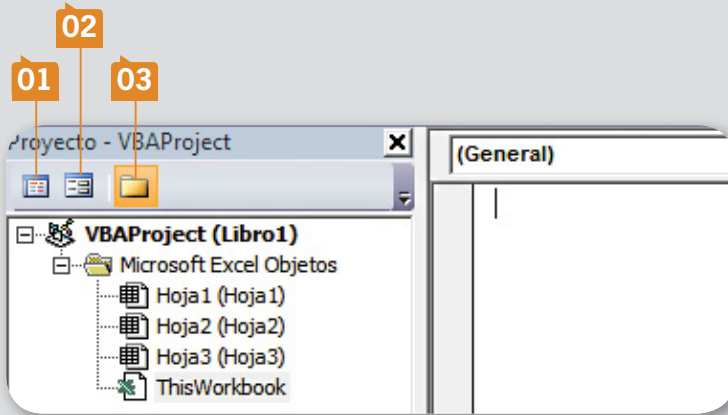 02
01
03
Proyecto - VBAProject
(General)
VBAProject (Libro1)
Microsoft Excel Objetos
Hoja1 (Hoja1)
Hoja2 (Hoja2)
Hoja3 (Hoja3)
ThisWorkbook